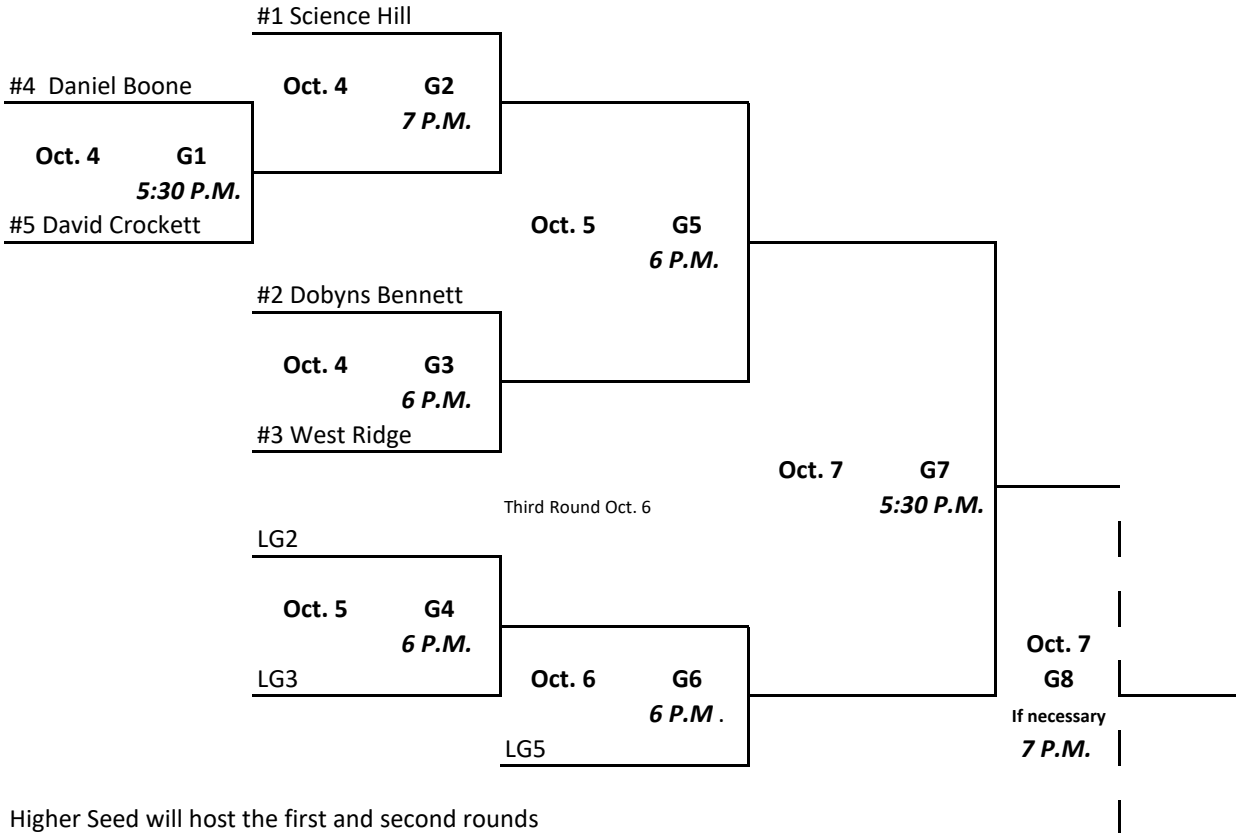 #1 Science Hill
#4  Daniel Boone
Oct. 4 G2
7 P.M.
Oct. 4 G1
5:30 P.M.
#5 David Crockett
Oct. 5 G5
6 P.M.
#2 Dobyns Bennett
Oct. 4 G3
6 P.M.
#3 West Ridge
Oct. 7 G7
5:30 P.M.
Third Round Oct. 6
LG2
Oct. 5 G4
6 P.M.
LG3
Oct. 6 G6
6 P.M .
LG5
Oct. 7
G8
If necessary
7 P.M.
Higher Seed will host the first and second rounds